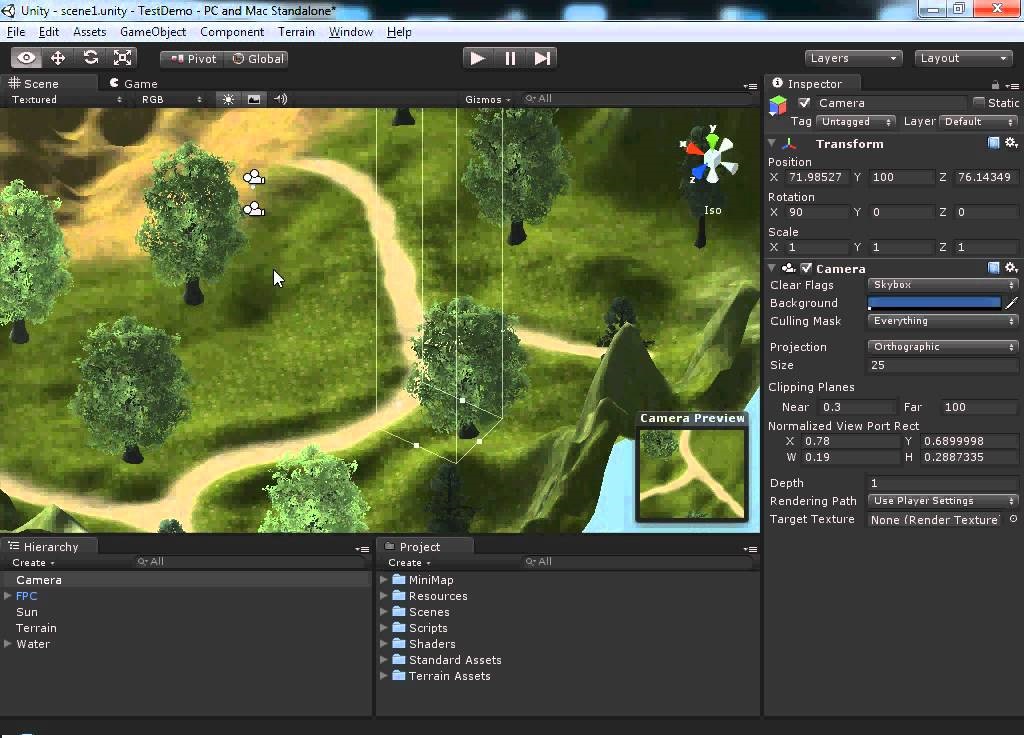 Unity - scene1.unity - TestDemo - PC and Mac Standalone*
File Edit Assets GameObject Component Terrain Window Help
Pivot Global Layers Layout
Scene Game
Textured RGB Gizmos All
y
x
z
Iso
Camera Preview
Inspector
Camera Static
Tag Untagged Layer Default
Transform
Position
X 71.98527 Y 100 Z 76.14349
Rotation
X 90 Y 0 Z 0
Scale
X 1 Y 1 Z 1
Camera
Clear Flags Skybox
Background
Culling Mask Everything
Projection Orthographic
Size 25
Clipping Planes
Near 0.3 Far 100
Normalized View Port Rect
X 0.78 Y 0.6899998
W 0.19 H 0.2887335
Depth 1
Rendering Path Use Player Settings
Target Texture None (Render Texture
Hierarchy
Create All
Camera
FPC
Sun
Terrain
Water
Project
Create All
MiniMap
Resources
Scenes
Scripts
Shaders
Standard Assets
Terrain Assets